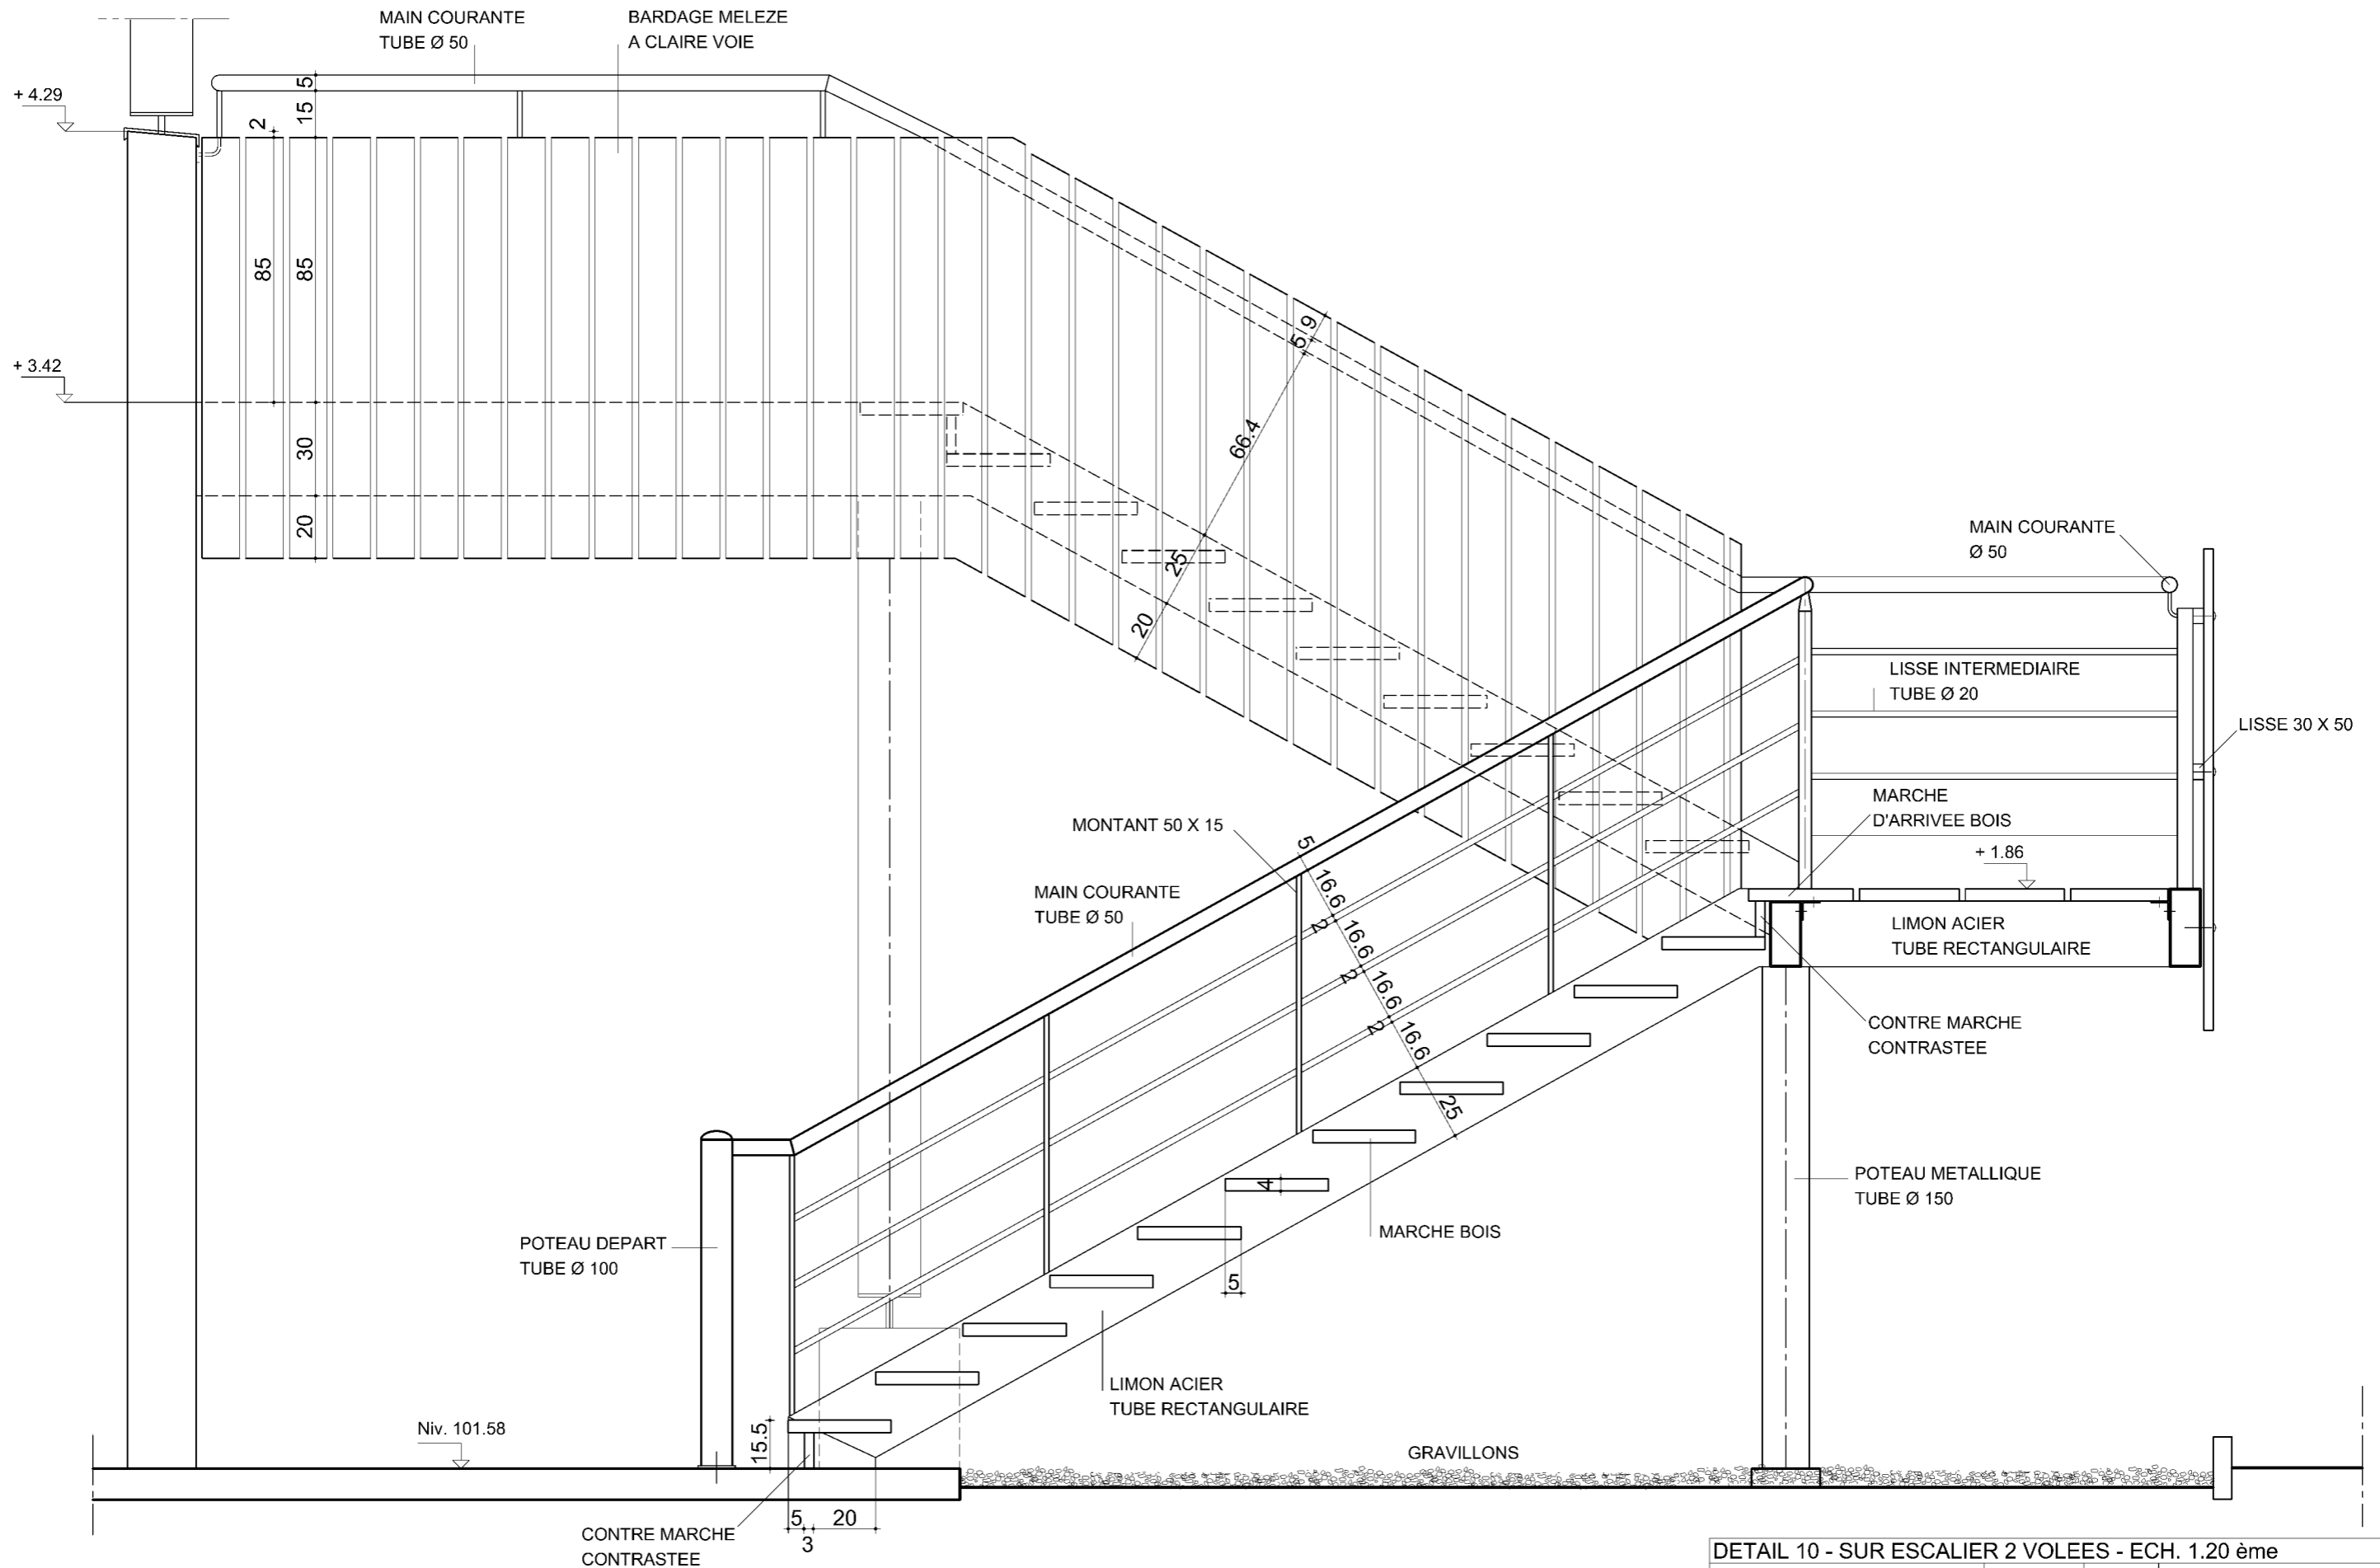 MAIN COURANTE
TUBE Ø 50
BARDAGE MELEZE
A CLAIRE VOIE
+ 4.29
5
15
2
85
85
9
5
+ 3.42
66.4
30
20
25
20
MAIN COURANTE
Ø 50
LISSE INTERMEDIAIRE
TUBE Ø 20
LISSE 30 X 50
MARCHE
D'ARRIVEE BOIS
+ 1.86
MONTANT 50 X 15
5
16.6
2
16.6
2
16.6
2
16.6
25
MAIN COURANTE
TUBE Ø 50
LIMON ACIER
TUBE RECTANGULAIRE
CONTRE MARCHE
CONTRASTEE
POTEAU METALLIQUE
TUBE Ø 150
4
MARCHE BOIS
5
POTEAU DEPART
TUBE Ø 100
LIMON ACIER
TUBE RECTANGULAIRE
Niv. 101.58
15.5
GRAVILLONS
5
3
20
CONTRE MARCHE
CONTRASTEE
DETAIL 10 - SUR ESCALIER 2 VOLEES - ECH. 1.20 ème